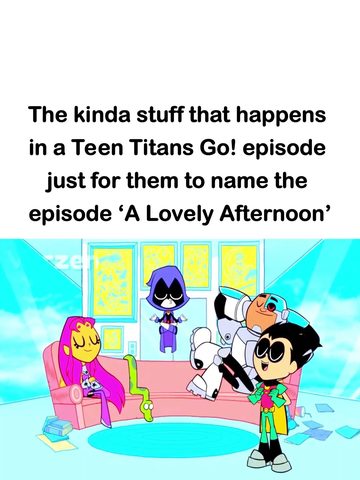 The kinda stuff that happens
in a Teen Titans Go! episode
just for them to name the
episode ‘A Lovely Afternoon’